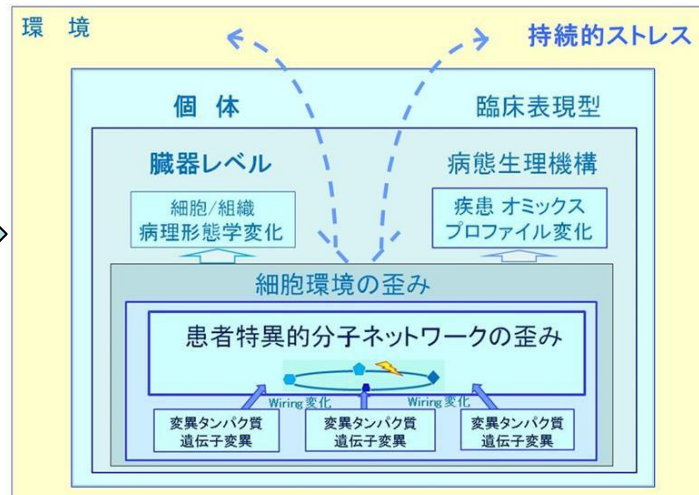 環 境
持続的ストレス
個 体
臨床表現型
臓器レベル
病態生理機構
細胞/組織
病理形態学変化
疾患 オミックス
プロファイル変化
細胞環境の歪み
患者特異的分子ネットワークの歪み
Wiring 変化
Wiring 変化
変異タンパク質
遺伝子変異
変異タンパク質
遺伝子変異
変異タンパク質
遺伝子変異